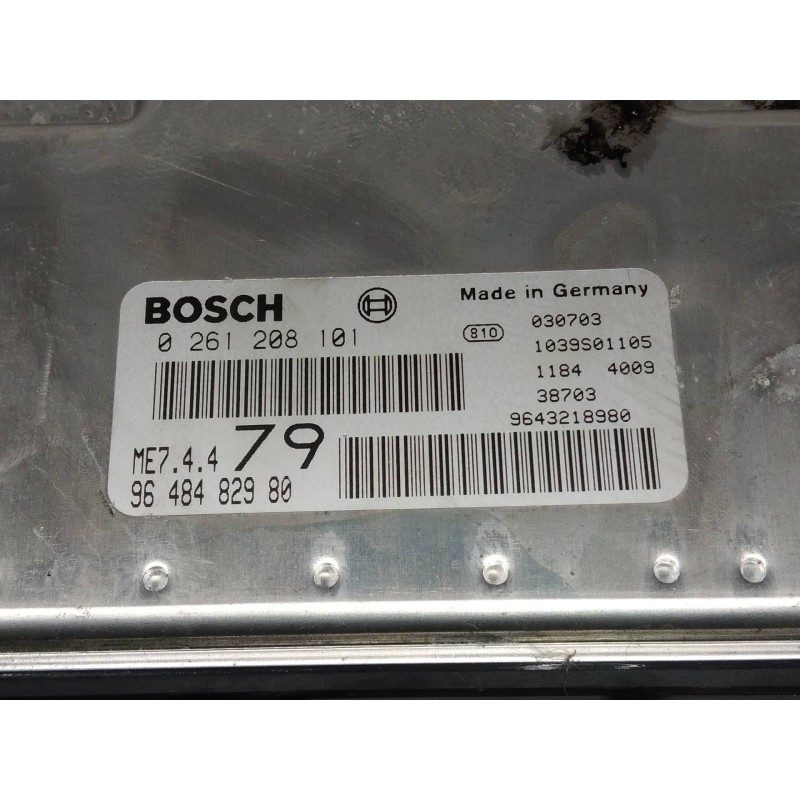 BOSCH
0 261 208 101
ME7.4.4 79
96 484 829 80
Made in Germany
810 030703
1039S01105
1184 4009
38703
9643218980